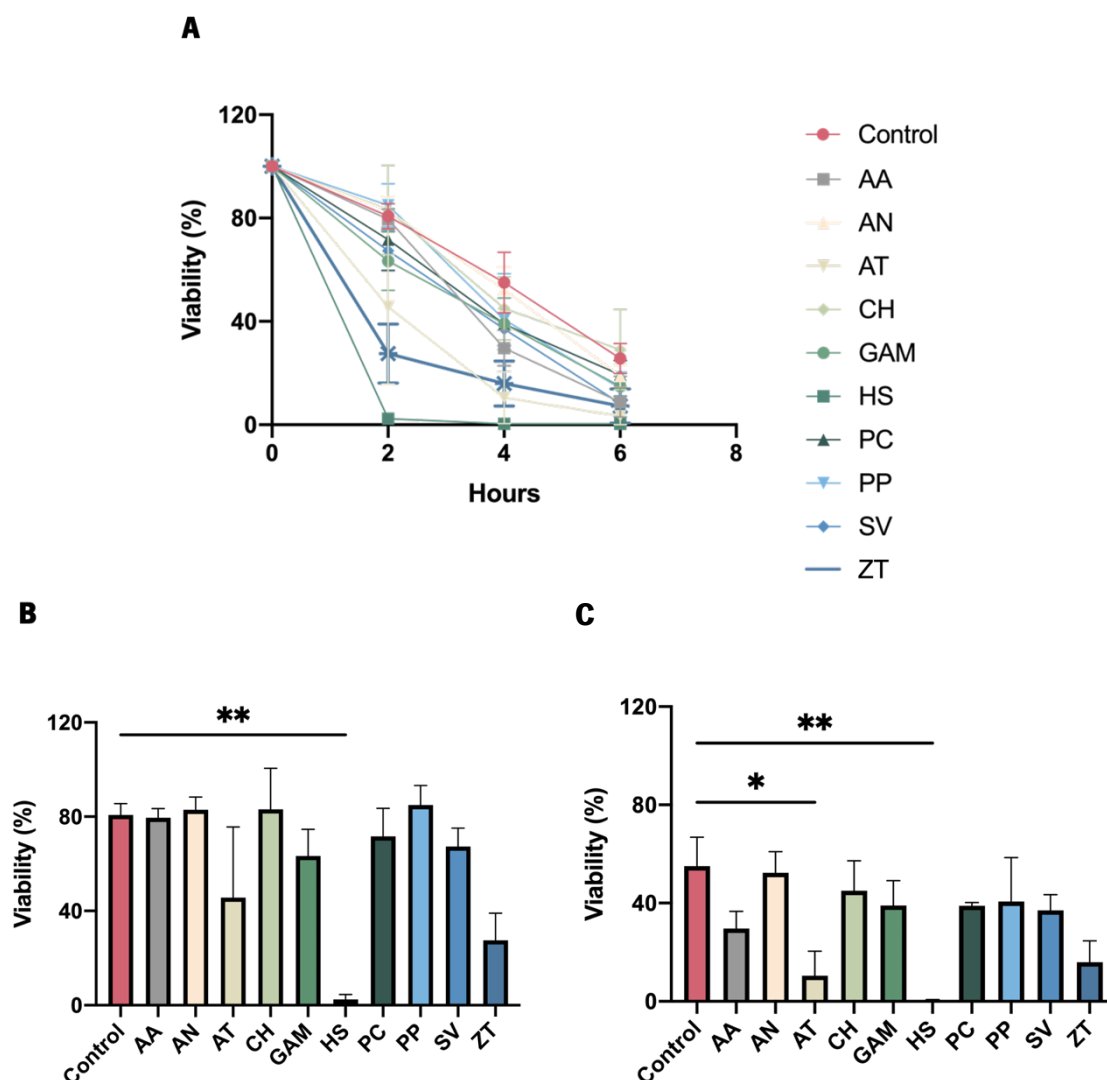 A
120
80
40
0
Viability (%)
0 2 4 6 8
Hours
Control
AA
AN
AT
CH
GAM
HS
PC
PP
SV
ZT
B
**
120
80
40
0
Viability (%)
Control AA AN AT CH GAM HS PC PP SV ZT
C
**
*
120
80
40
0
Viability (%)
Control AA AN AT CH GAM HS PC PP SV ZT